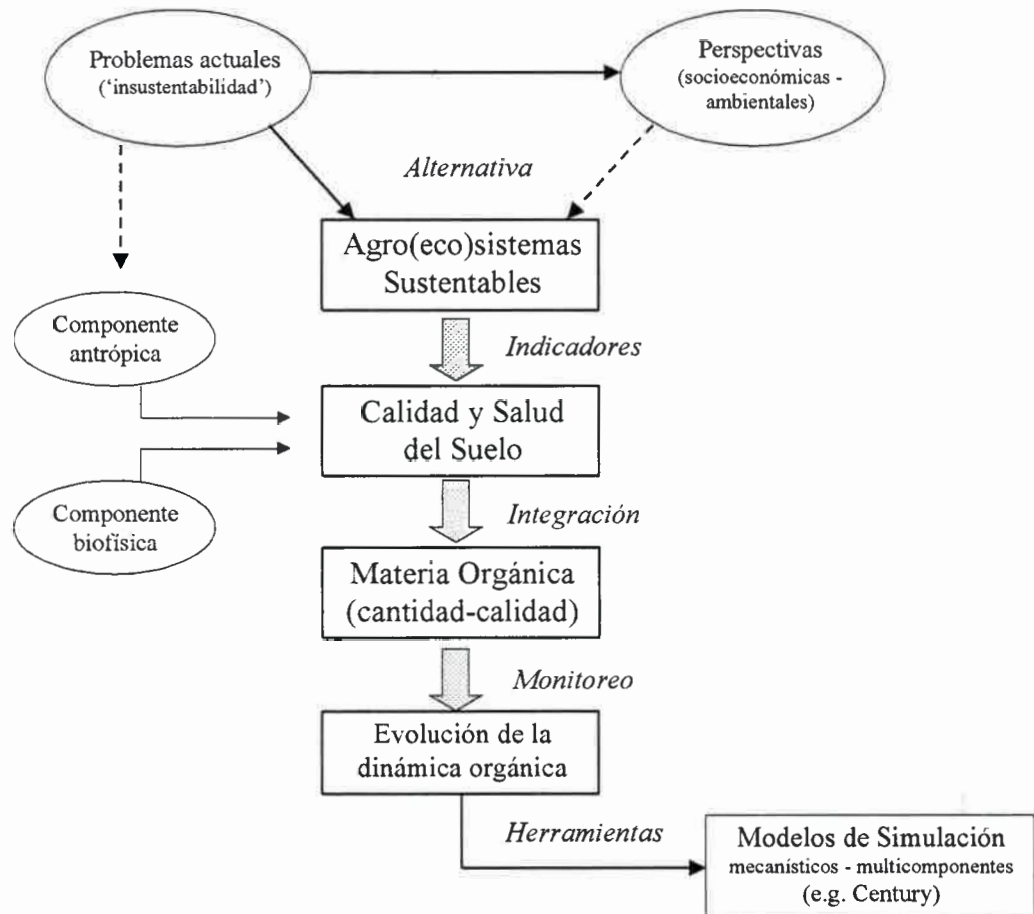 Problemas actuales
(‘insustentabilidad’)
Perspectivas
(socioeconómicas -
ambientales)
Alternativa
Agro(eco)sistemas
Sustentables
Componente
antrópica
Indicadores
Calidad y Salud
del Suelo
Componente
biofísica
Integración
Materia Orgánica
(cantidad-calidad)
Monitoreo
Evolución de la
dinámica orgánica
Herramientas
Modelos de Simulación
mecanísticos - multicomponentes
(e.g. Century)